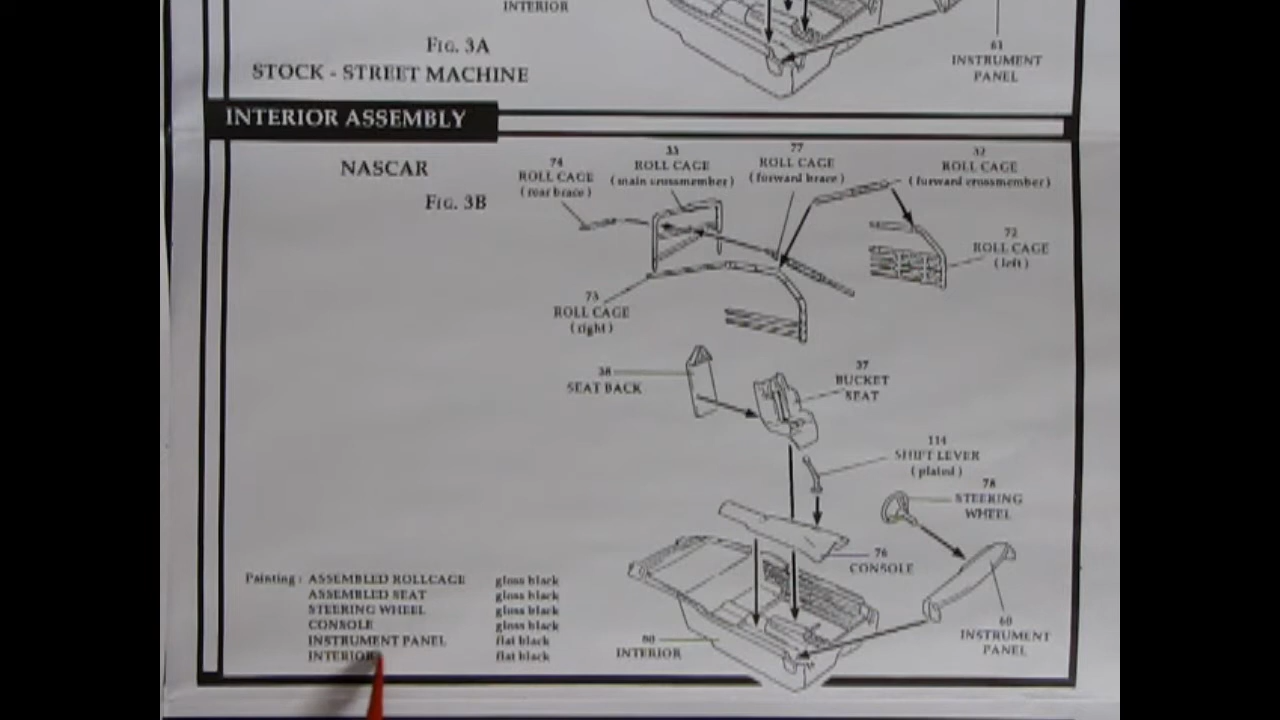 INTERIOR
FIG. 3A
61
INSTRUMENT
PANEL
STOCK - STREET MACHINE
INTERIOR ASSEMBLY
NASCAR
FIG. 3B
74
ROLL CAGE
(rear brace)
33
ROLL CAGE
(main crossmember)
77
ROLL CAGE
(forward brace)
32
ROLL CAGE
(forward crossmember)
72
ROLL CAGE
(left)
73
ROLL CAGE
(right)
38
SEAT BACK
37
BUCKET
SEAT
114
SHIFT LEVER
(plated)
78
STEERING
WHEEL
76
CONSOLE
60
INSTRUMENT
PANEL
80
INTERIOR
Painting : ASSEMBLED ROLLCAGE gloss black
ASSEMBLED SEAT gloss black
STEERING WHEEL gloss black
CONSOLE gloss black
INSTRUMENT PANEL flat black
INTERIOR flat black